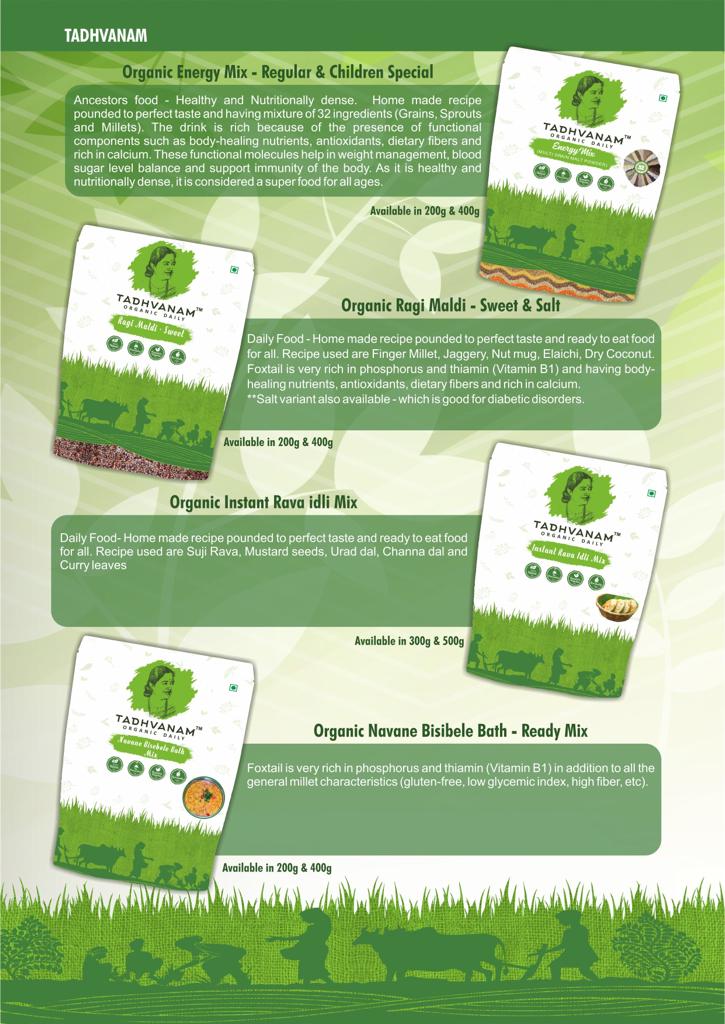 TADHVANAM
Organic Energy Mix - Regular & Children Special
Ancestors food - Healthy and Nutritionally dense. Home made recipe
pounded to perfect taste and having mixture of 32 ingredients (Grains, Sprouts
and Millets). The drink is rich because of the presence of functional
components such as body-healing nutrients, antioxidants, dietary fibers and
rich in calcium. These functional molecules help in weight management, blood
sugar level balance and support immunity of the body. As it is healthy and
nutritionally dense, it is considered a super food for all ages.
Available in 200g & 400g
TADHVANAM™
ORGANIC DAILY
Energy Mix
(MULTI GRAIN MALT POWDER)
Organic Ragi Maldi - Sweet & Salt
Daily Food - Home made recipe pounded to perfect taste and ready to eat food
for all. Recipe used are Finger Millet, Jaggery, Nut mug, Elaichi, Dry Coconut.
Foxtail is very rich in phosphorus and thiamin (Vitamin B1) and having body-
healing nutrients, antioxidants, dietary fibers and rich in calcium.
**Salt variant also available - which is good for diabetic disorders.
Available in 200g & 400g
TADHVANAM™
ORGANIC DAILY
Ragi Maldi - Sweet
Organic Instant Rava idli Mix
Daily Food- Home made recipe pounded to perfect taste and ready to eat food
for all. Recipe used are Suji Rava, Mustard seeds, Urad dal, Channa dal and
Curry leaves
Available in 300g & 500g
TADHVANAM™
ORGANIC DAILY
Instant Rava Idli Mix
Organic Navane Bisibele Bath - Ready Mix
Foxtail is very rich in phosphorus and thiamin (Vitamin B1) in addition to all the
general millet characteristics (gluten-free, low glycemic index, high fiber, etc).
Available in 200g & 400g
TADHVANAM™
ORGANIC DAILY
Navane Bisebele Bath
Mix